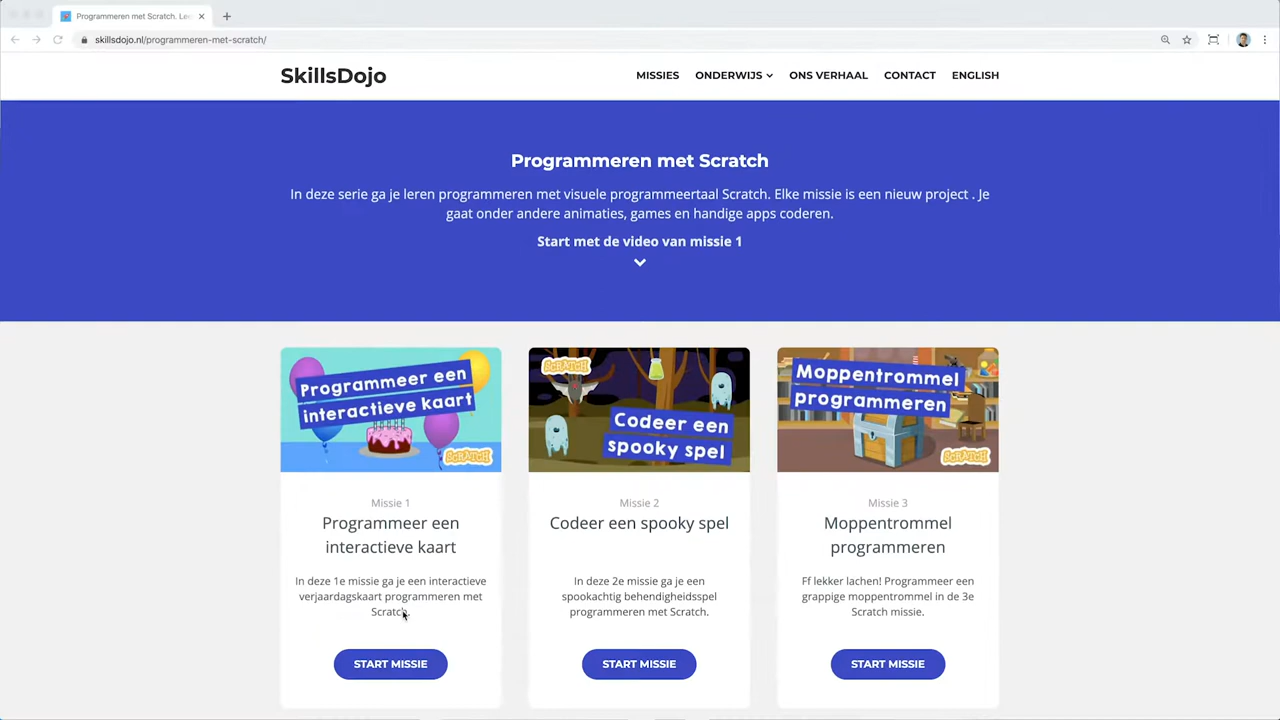 Programmeren met Scratch. Le
skillsdojo.nl/programmeren-met-scratch/
SkillsDojo
MISSIES
ONDERWIJS
ONS VERHAAL
CONTACT
ENGLISH
Programmeren met Scratch
In deze serie ga je leren programmeren met visuele programmeertaal Scratch. Elke missie is een nieuw project . Je
gaat onder andere animaties, games en handige apps coderen.
Start met de video van missie 1
Programmeer een
interactieve kaart
SCRATCH
SCRATCH
Codeer een
spooky spel
Moppentrommel
programmeren
SCRATCH
Missie 1
Programmeer een
interactieve kaart
In deze 1e missie ga je een interactieve
verjaardagskaart programmeren met
Scratch.
START MISSIE
Missie 2
Codeer een spooky spel
In deze 2e missie ga je een
spookachtig behendigheidsspel
programmeren met Scratch.
START MISSIE
Missie 3
Moppentrommel
programmeren
Ff lekker lachen! Programmeer een
grappige moppentrommel in de 3e
Scratch missie.
START MISSIE